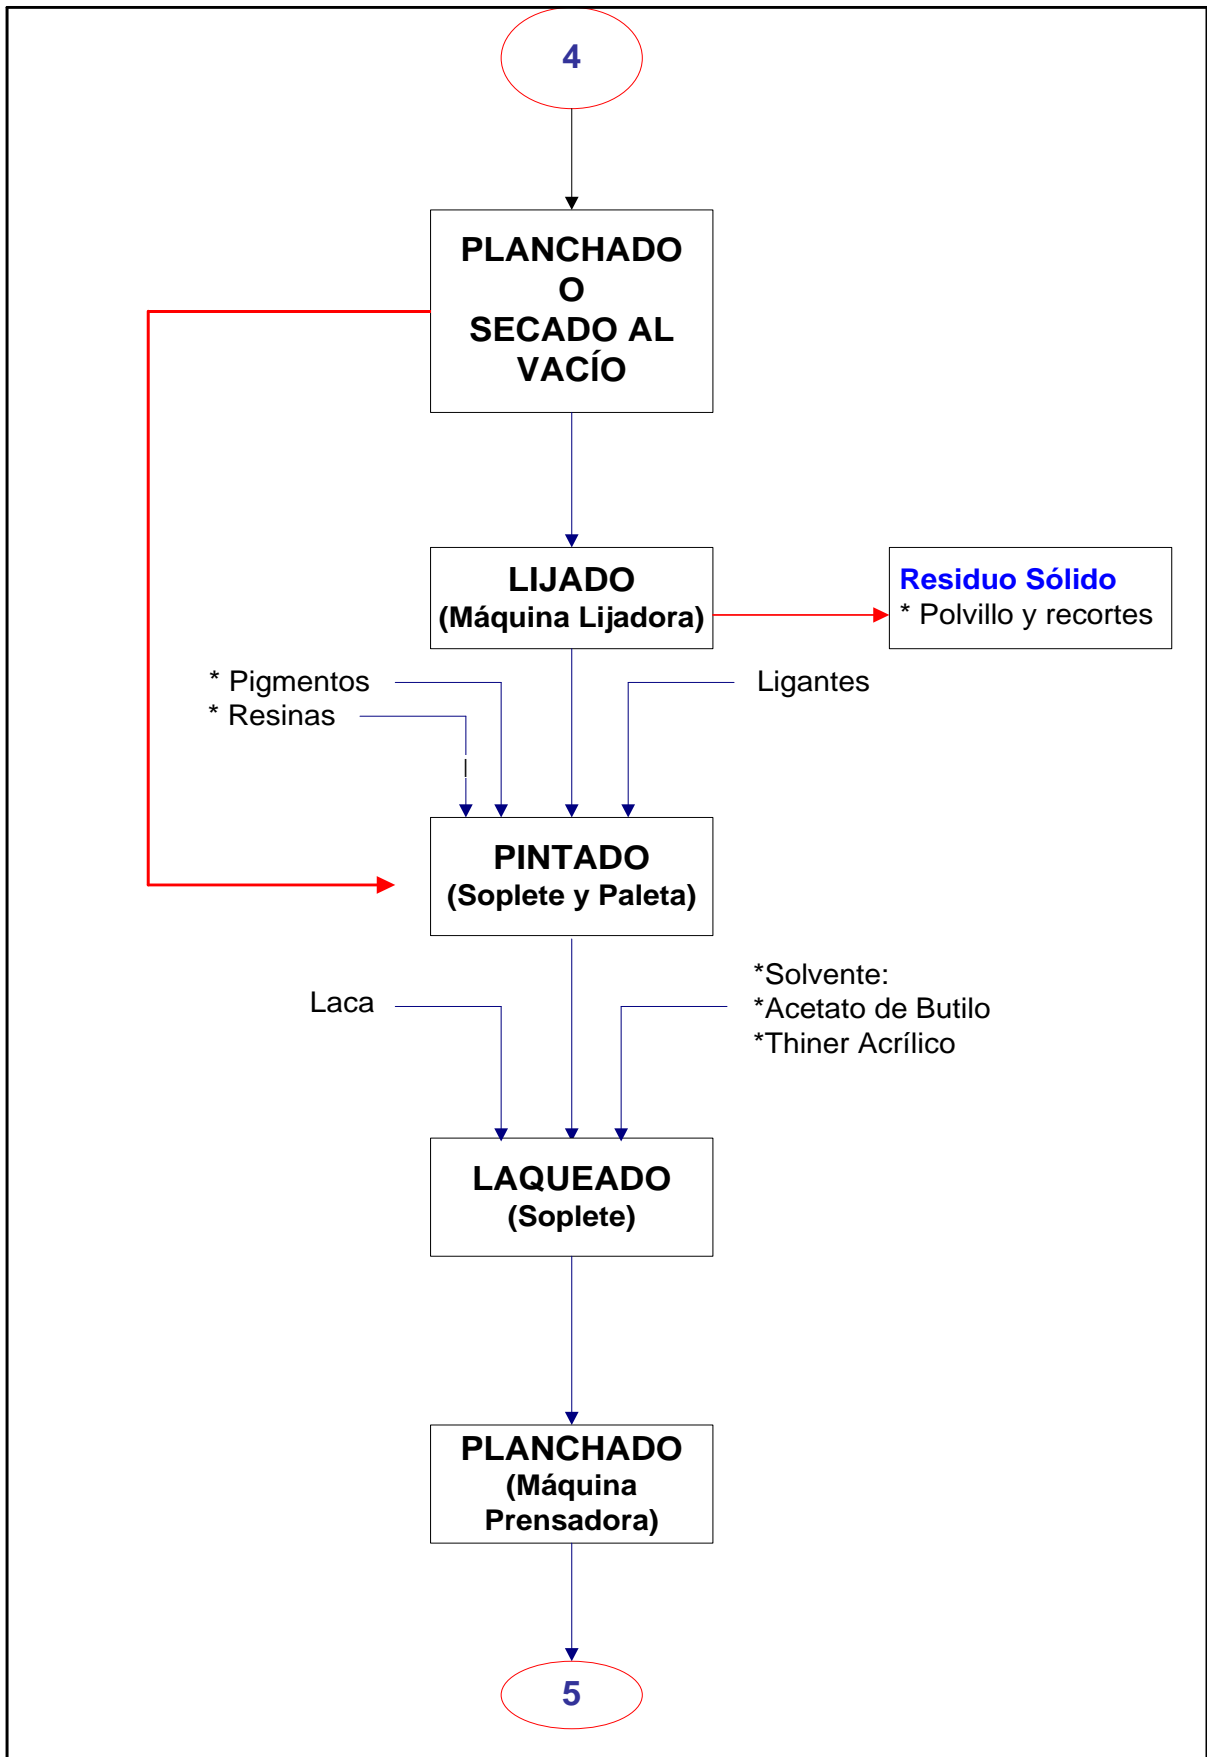 4
PLANCHADO
O
SECADO AL
VACÍO
LIJADO
(Máquina Lijadora)
Residuo Sólido
* Polvillo y recortes
* Pigmentos
* Resinas
Ligantes
PINTADO
(Soplete y Paleta)
Laca
*Solvente:
*Acetato de Butilo
*Thiner Acrílico
LAQUEADO
(Soplete)
PLANCHADO
(Máquina
Prensadora)
5